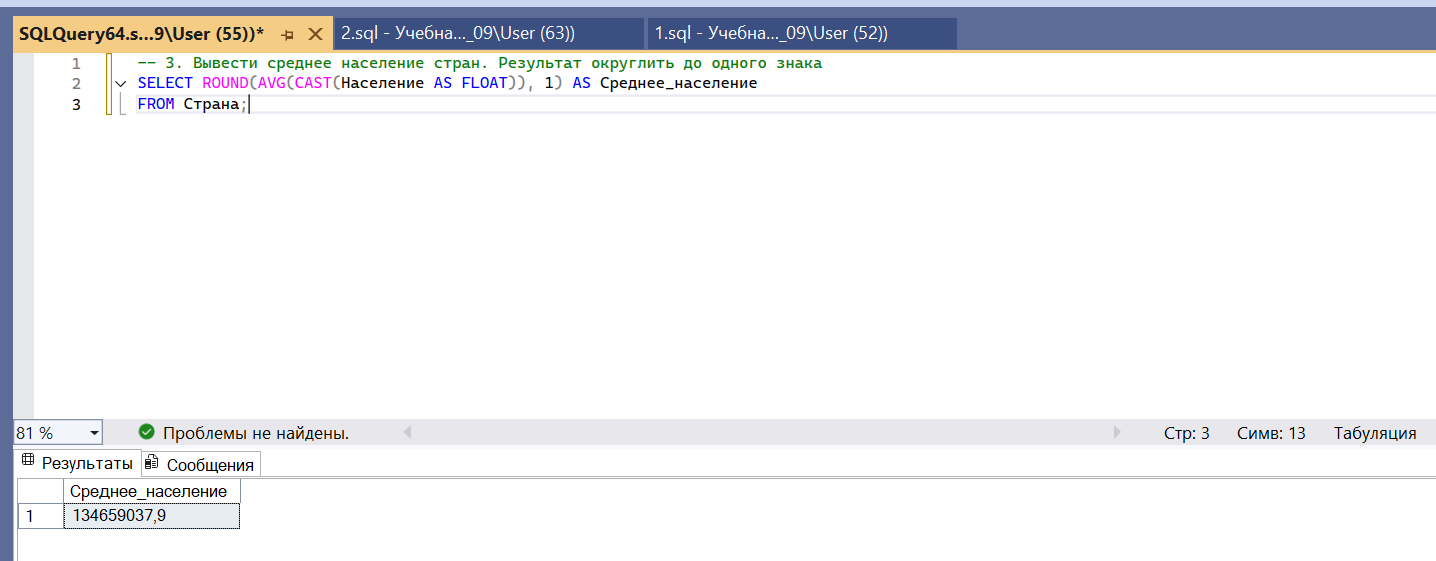 SQLQuery64.s...9\User (55))* 2.sql - Учебна..._09\User (63)) 1.sql - Учебна..._09\User (52))
1 -- 3. Вывести среднее население стран. Результат округлить до одного знака
2 SELECT ROUND(AVG(CAST(Население AS FLOAT)), 1) AS Среднее_население
3 FROM Страна;
81 % Проблемы не найдены. Стр: 3 Симв: 13 Табуляция
Результаты Сообщения
Среднее_население
1 134659037,9